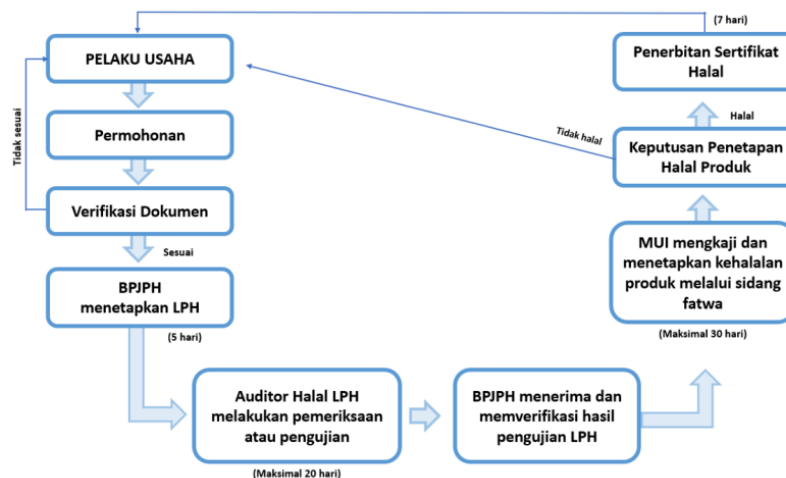 PELAKU USAHA
Permohonan
Tidak sesuai
Verifikasi Dokumen
Sesuai
BPJPH
menetapkan LPH
(5 hari)
Auditor Halal LPH
melakukan pemeriksaan
atau pengujian
(Maksimal 20 hari)
BPJPH menerima dan
memverifikasi hasil
pengujian LPH
MUI mengkaji dan
menetapkan kehalalan
produk melalui sidang
fatwa
(Maksimal 30 hari)
Keputusan Penetapan
Halal Produk
Tidak halal
Halal
Penerbitan Sertifikat
Halal
(7 hari)